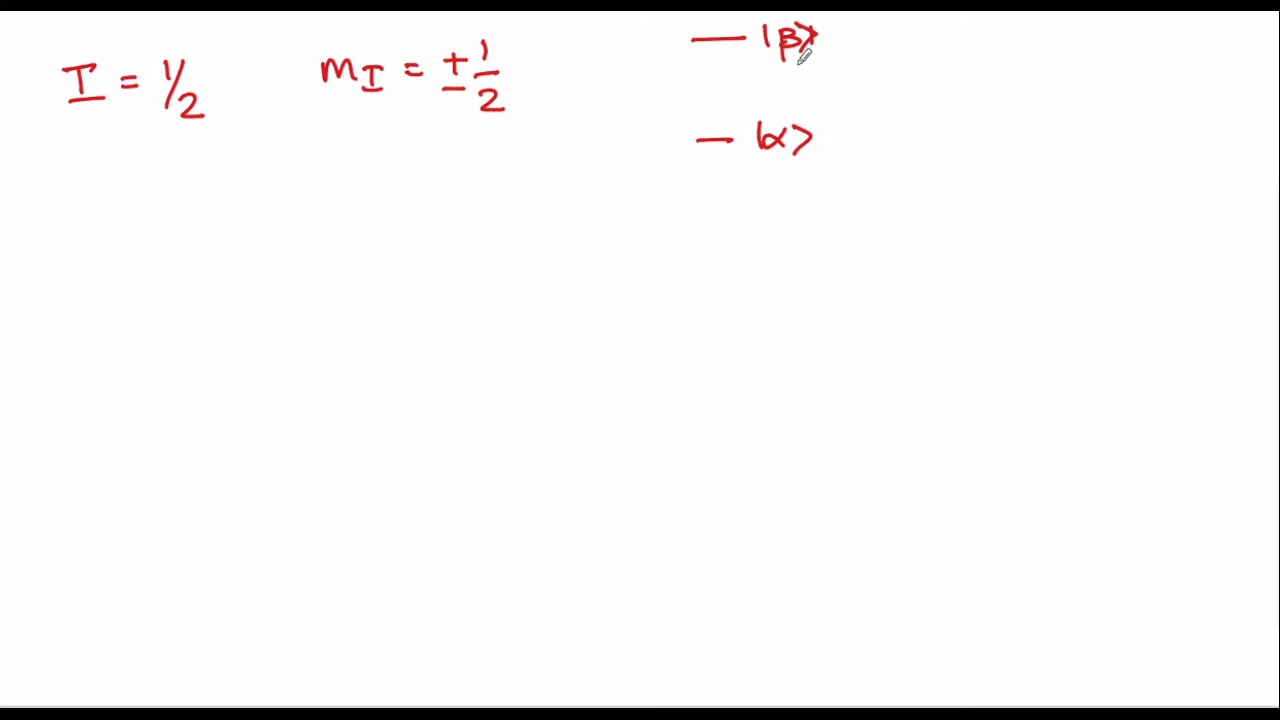 I = 1/2
m_I = ± 1/2
— |β>
— |α>